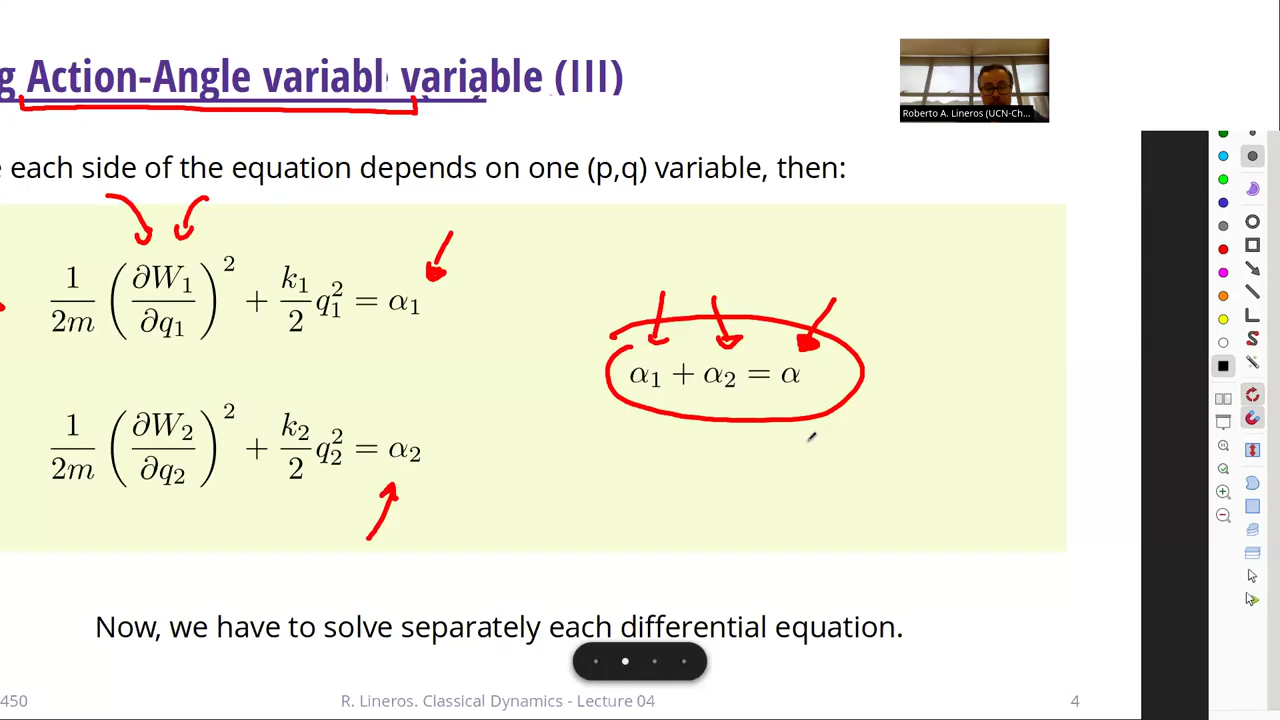 g Action-Angle variabl variable (III)
Roberto A. Lineros (UCN-Ch...
e each side of the equation depends on one (p,q) variable, then:
1/2m (∂W₁/∂q₁)² + k₁/2 q₁² = α₁
α₁ + α₂ = α
1/2m (∂W₂/∂q₂)² + k₂/2 q₂² = α₂
Now, we have to solve separately each differential equation.
450 R. Lineros. Classical Dynamics - Lecture 04 4